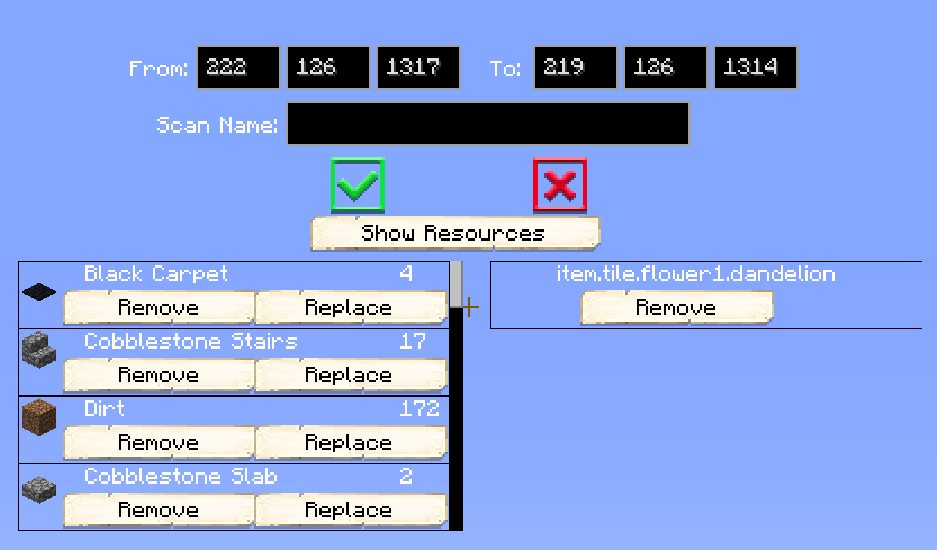 From: 222 126 1317 To: 219 126 1314
Scan Name:
Show Resources
Black Carpet 4
Remove Replace
Cobblestone Stairs 17
Remove Replace
Dirt 172
Remove Replace
Cobblestone Slab 2
Remove Replace
item.tile.flower1.dandelion
Remove